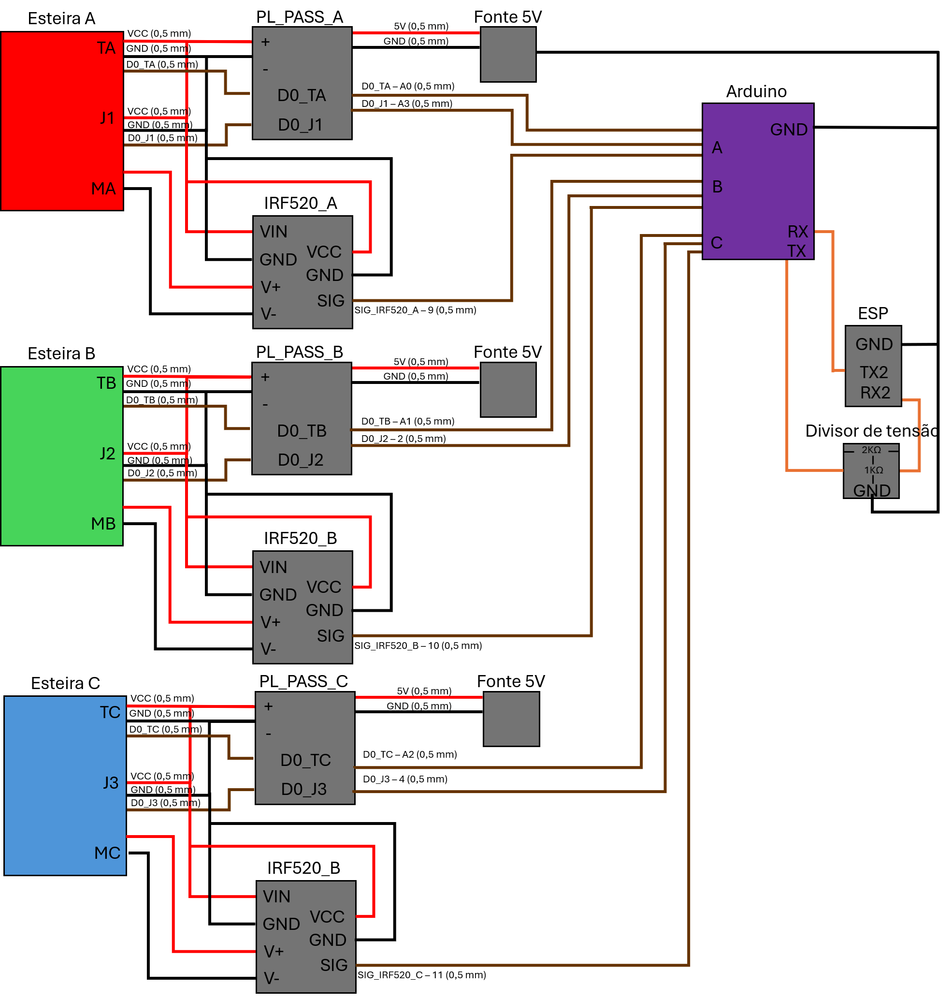 Esteira A
PL_PASS_A
Fonte 5V
VCC (0,5 mm)
TA
GND (0,5 mm)
D0_TA (0,5 mm)
+
-
D0_TA
D0_J1
5V (0,5 mm)
GND (0,5 mm)
D0_TA – A0 (0,5 mm)
D0_J1 – A3 (0,5 mm)
J1
VCC (0,5 mm)
GND (0,5 mm)
D0_J1 (0,5 mm)
MA
IRF520_A
VIN
VCC
GND
GND
V+
SIG
V-
SIG_IRF520_A – 9 (0,5 mm)
Arduino
GND
A
B
C
RX
TX
ESP
GND
TX2
RX2
Divisor de tensão
2KΩ
1KΩ
GND
Esteira B
PL_PASS_B
Fonte 5V
VCC (0,5 mm)
TB
GND (0,5 mm)
D0_TB (0,5 mm)
+
-
D0_TB
D0_J2
5V (0,5 mm)
GND (0,5 mm)
D0_TB – A1 (0,5 mm)
D0_J2 – 2 (0,5 mm)
J2
VCC (0,5 mm)
GND (0,5 mm)
D0_J2 (0,5 mm)
MB
IRF520_B
VIN
VCC
GND
GND
V+
SIG
V-
SIG_IRF520_B – 10 (0,5 mm)
Esteira C
PL_PASS_C
Fonte 5V
VCC (0,5 mm)
TC
GND (0,5 mm)
D0_TC (0,5 mm)
+
-
D0_TC
D0_J3
5V (0,5 mm)
GND (0,5 mm)
D0_TC – A2 (0,5 mm)
D0_J3 – 4 (0,5 mm)
J3
VCC (0,5 mm)
GND (0,5 mm)
D0_J3 (0,5 mm)
MC
IRF520_B
VIN
VCC
GND
GND
V+
SIG
V-
SIG_IRF520_C – 11 (0,5 mm)